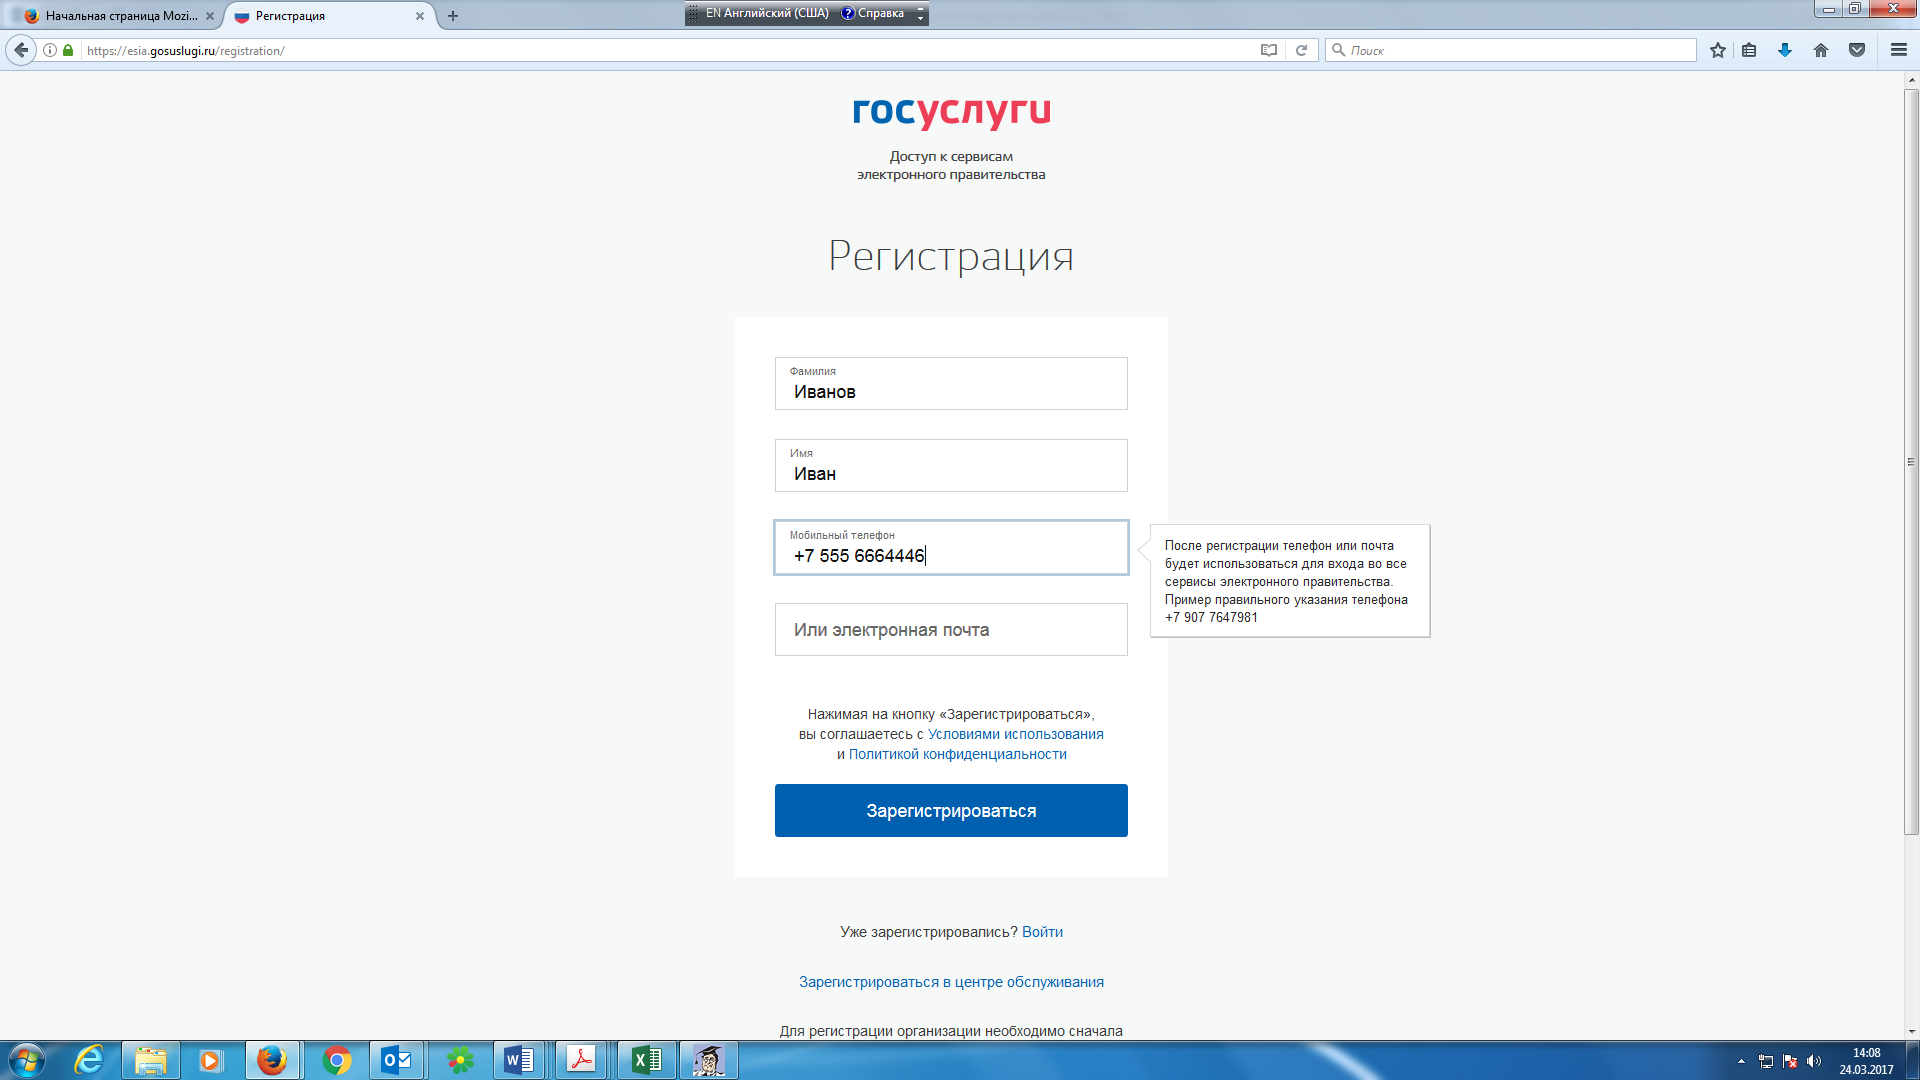 Начальная страница Mozi...
Регистрация
EN Английский (США)
Справка
https://esia.gosuslugi.ru/registration/
Поиск
госуслуги
Доступ к сервисам
электронного правительства
Регистрация
Фамилия
Иванов
Имя
Иван
Мобильный телефон
+7 555 6664446
После регистрации телефон или почта
будет использоваться для входа во все
сервисы электронного правительства.
Пример правильного указания телефона
+7 907 7647981
Или электронная почта
Нажимая на кнопку «Зарегистрироваться»,
вы соглашаетесь с Условиями использования
и Политикой конфиденциальности
Зарегистрироваться
Уже зарегистрировались? Войти
Зарегистрироваться в центре обслуживания
Для регистрации организации необходимо сначала
14:08
24.03.2017